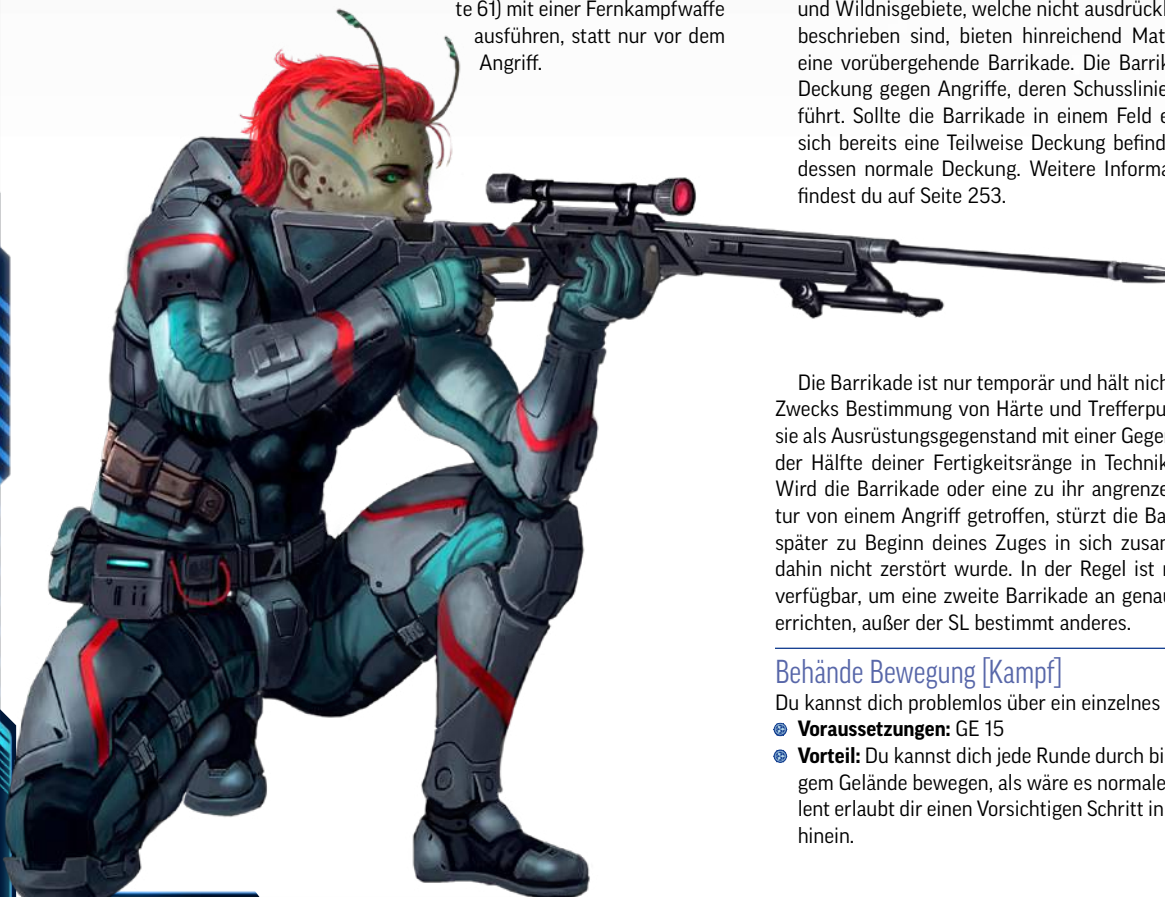 te 61) mit einer Fernkampfwaffe
ausführen, statt nur vor dem
Angriff.
und Wildnisgebiete, welche nicht ausdrückl
beschrieben sind, bieten hinreichend Mat
eine vorübergehende Barrikade. Die Barrik
Deckung gegen Angriffe, deren Schusslinie
führt. Sollte die Barrikade in einem Feld e
sich bereits eine Teilweise Deckung befind
dessen normale Deckung. Weitere Informa
findest du auf Seite 253.
Die Barrikade ist nur temporär und hält nich
Zwecks Bestimmung von Härte und Trefferpu
sie als Ausrüstungsgegenstand mit einer Gegen
der Hälfte deiner Fertigkeitsränge in Technik
Wird die Barrikade oder eine zu ihr angrenze
tur von einem Angriff getroffen, stürzt die Ba
später zu Beginn deines Zuges in sich zusam
dahin nicht zerstört wurde. In der Regel ist n
verfügbar, um eine zweite Barrikade an genau
errichten, außer der SL bestimmt anderes.
Behände Bewegung [Kampf]
Du kannst dich problemlos über ein einzelnes
Voraussetzungen: GE 15
Vorteil: Du kannst dich jede Runde durch bi
gem Gelände bewegen, als wäre es normale
lent erlaubt dir einen Vorsichtigen Schritt in
hinein.